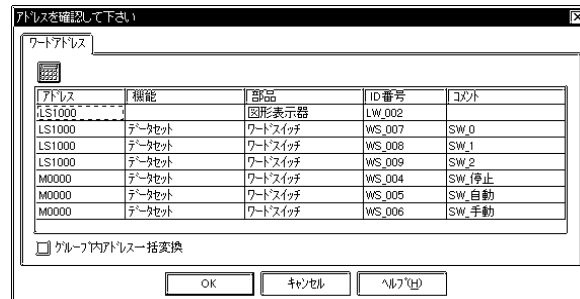 アドレスを確認して下さい
ワードアドレス
アドレス 機能 部品 ID番号 コメント
LS1000 図形表示器 LW_002
LS1000 データセット ワードスイッチ WS_007 SW_0
LS1000 データセット ワードスイッチ WS_008 SW_1
LS1000 データセット ワードスイッチ WS_009 SW_2
M0000 データセット ワードスイッチ WS_004 SW_停止
M0000 データセット ワードスイッチ WS_005 SW_自動
M0000 データセット ワードスイッチ WS_006 SW_手動
グループ内アドレス一括変換
OK キャンセル ヘルプ(H)